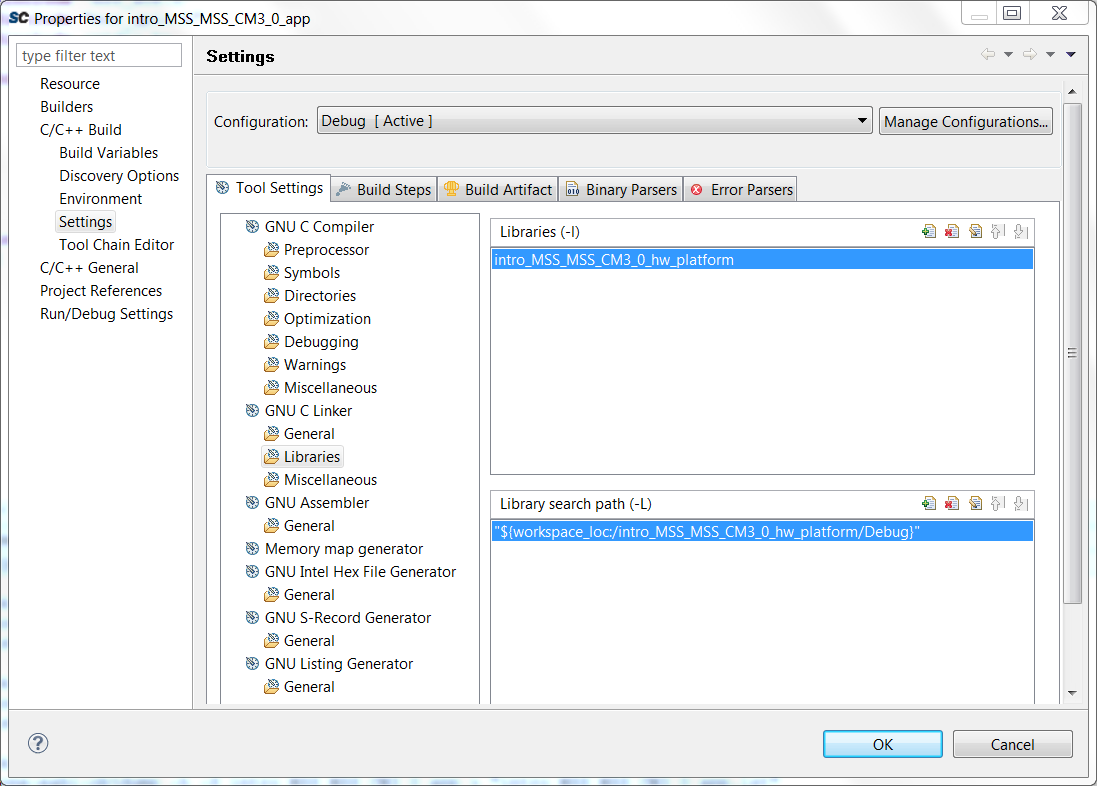 SC Properties for intro_MSS_MSS_CM3_0_app
type filter text
Resource
Builders
C/C++ Build
Build Variables
Discovery Options
Environment
Settings
Tool Chain Editor
C/C++ General
Project References
Run/Debug Settings
Settings
Configuration: Debug [ Active ] Manage Configurations...
Tool Settings Build Steps Build Artifact Binary Parsers Error Parsers
GNU C Compiler
Preprocessor
Symbols
Directories
Optimization
Debugging
Warnings
Miscellaneous
GNU C Linker
General
Libraries
Miscellaneous
GNU Assembler
General
Memory map generator
GNU Intel Hex File Generator
General
GNU S-Record Generator
General
GNU Listing Generator
General
Libraries (-l)
intro_MSS_MSS_CM3_0_hw_platform
Library search path (-L)
"${workspace_loc:/intro_MSS_MSS_CM3_0_hw_platform/Debug}"
?
OK Cancel